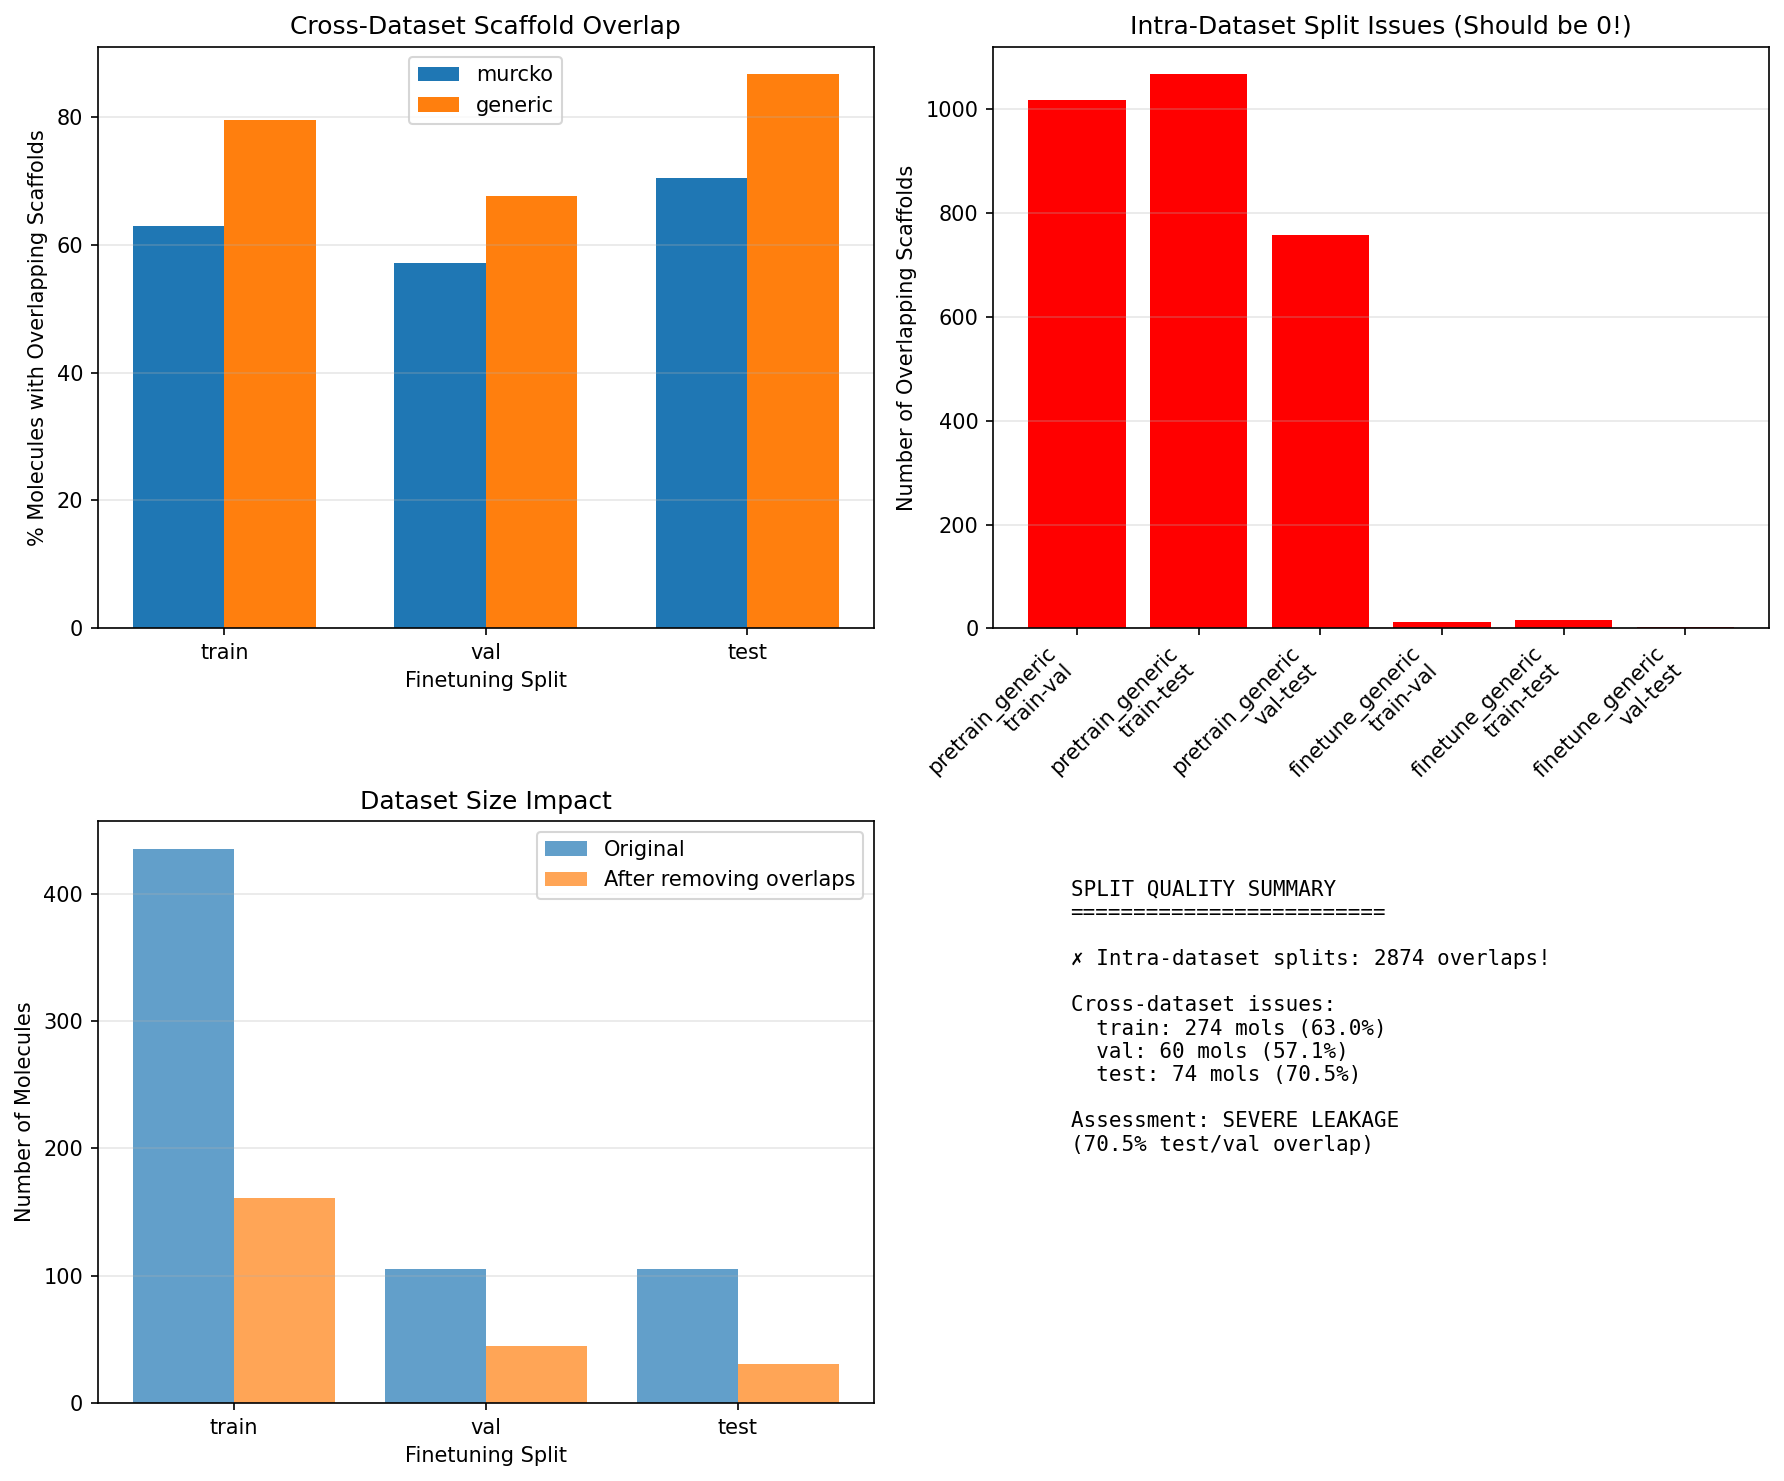 Cross-Dataset Scaffold Overlap
% Molecules with Overlapping Scaffolds
80
60
40
20
0
murcko
generic
train
val
test
Finetuning Split
Intra-Dataset Split Issues (Should be 0!)
Number of Overlapping Scaffolds
1000
800
600
400
200
0
pretrain_generic
train-val
pretrain_generic
train-test
pretrain_generic
val-test
finetune_generic
train-val
finetune_generic
train-test
finetune_generic
val-test
Dataset Size Impact
Number of Molecules
400
300
200
100
0
Original
After removing overlaps
train
val
test
Finetuning Split
SPLIT QUALITY SUMMARY
=========================
✗ Intra-dataset splits: 2874 overlaps!
Cross-dataset issues:
train: 274 mols (63.0%)
val: 60 mols (57.1%)
test: 74 mols (70.5%)
Assessment: SEVERE LEAKAGE
(70.5% test/val overlap)